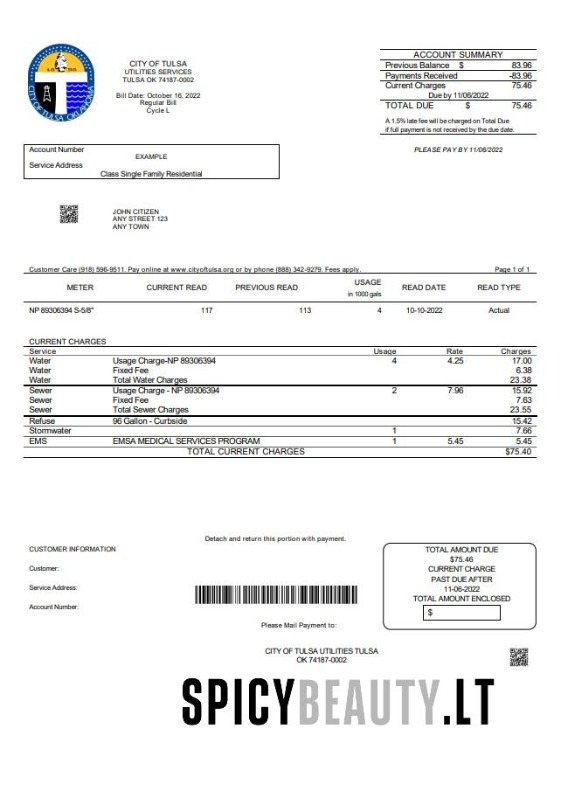 CITY OF TULSA
UTILITIES SERVICES
TULSA OK 74187-0002
Bill Date: October 16, 2022
Regular Bill
Cycle L
CITY OF TULSA, OKLAHOMA
ACCOUNT SUMMARY
Previous Balance $ 83.96
Payments Received -83.96
Current Charges 75.46
Due by 11/06/2022
TOTAL DUE $ 75.46
A 1.5% late fee will be charged on Total Due
if full payment is not received by the due date.
PLEASE PAY BY 11/06/2022
Account Number
EXAMPLE
Service Address
Class Single Family Residential
JOHN CITIZEN
ANY STREET 123
ANY TOWN
Customer Care (918) 596-9511. Pay online at www.cityoftulsa.org or by phone (888) 342-9279. Fees apply. Page 1 of 1
METER CURRENT READ PREVIOUS READ USAGE in 1000 gals READ DATE READ TYPE
NP 89306394 S-5/8" 117 113 4 10-10-2022 Actual
CURRENT CHARGES
Service Usage Rate Charges
Water Usage Charge-NP 89306394 4 4.25 17.00
Water Fixed Fee 6.38
Water Total Water Charges 23.38
Sewer Usage Charge - NP 89306394 2 7.96 15.92
Sewer Fixed Fee 7.63
Sewer Total Sewer Charges 23.55
Refuse 96 Gallon - Curbside 15.42
Stormwater 1 7.66
EMS EMSA MEDICAL SERVICES PROGRAM 1 5.45 5.45
TOTAL CURRENT CHARGES $75.40
Detach and return this portion with payment.
CUSTOMER INFORMATION
Customer:
Service Address:
Account Number:
Please Mail Payment to:
CITY OF TULSA UTILITIES TULSA
OK 74187-0002
TOTAL AMOUNT DUE
$75.46
CURRENT CHARGE
PAST DUE AFTER
11-06-2022
TOTAL AMOUNT ENCLOSED
$
SPICYBEAUTY.LT